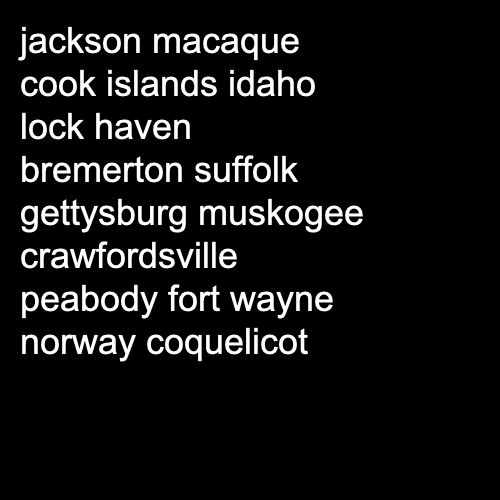 jackson macaque
cook islands idaho
lock haven
bremerton suffolk
gettysburg muskogee
crawfordsville
peabody fort wayne
norway coquelicot